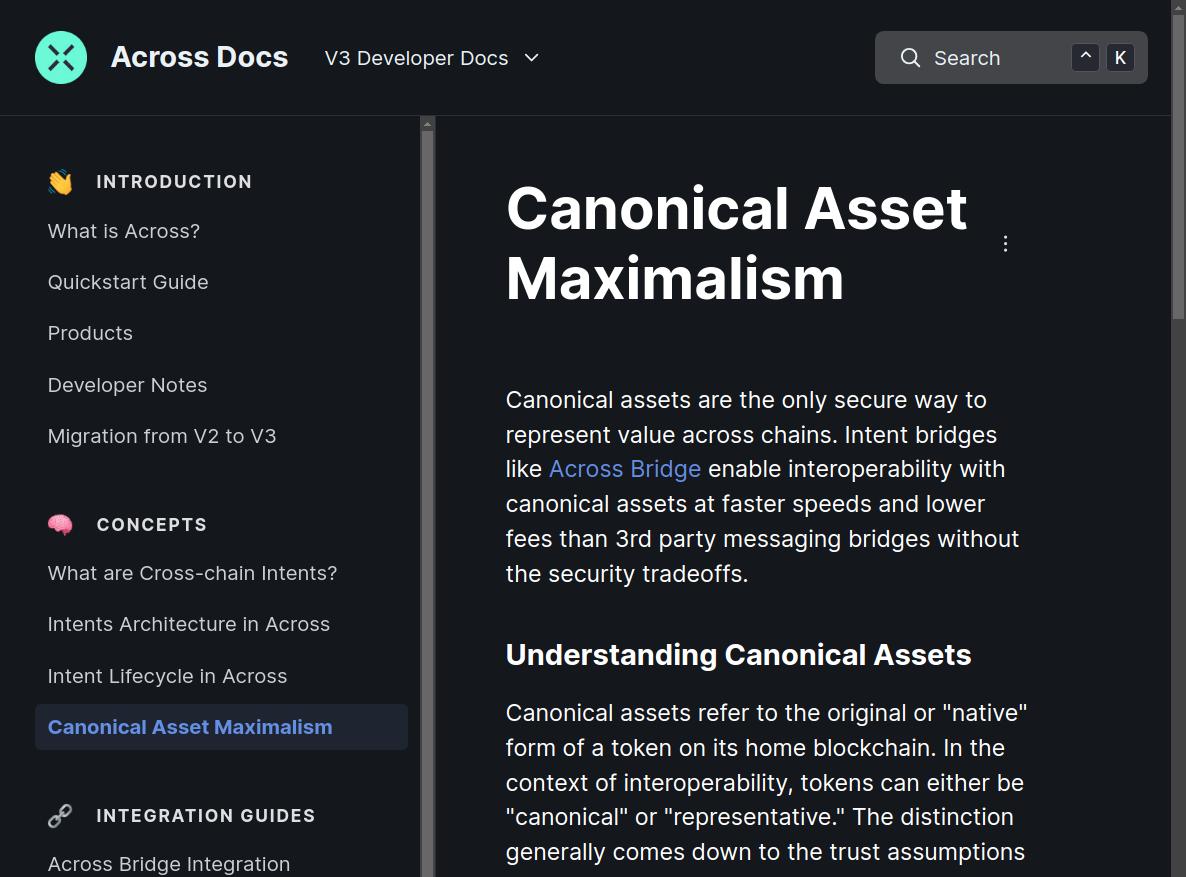 Across Docs
V3 Developer Docs
Search
^ K
INTRODUCTION
What is Across?
Quickstart Guide
Products
Developer Notes
Migration from V2 to V3
CONCEPTS
What are Cross-chain Intents?
Intents Architecture in Across
Intent Lifecycle in Across
Canonical Asset Maximalism
INTEGRATION GUIDES
Across Bridge Integration
Canonical Asset
Maximalism
Canonical assets are the only secure way to
represent value across chains. Intent bridges
like Across Bridge enable interoperability with
canonical assets at faster speeds and lower
fees than 3rd party messaging bridges without
the security tradeoffs.
Understanding Canonical Assets
Canonical assets refer to the original or "native"
form of a token on its home blockchain. In the
context of interoperability, tokens can either be
"canonical" or "representative." The distinction
generally comes down to the trust assumptions